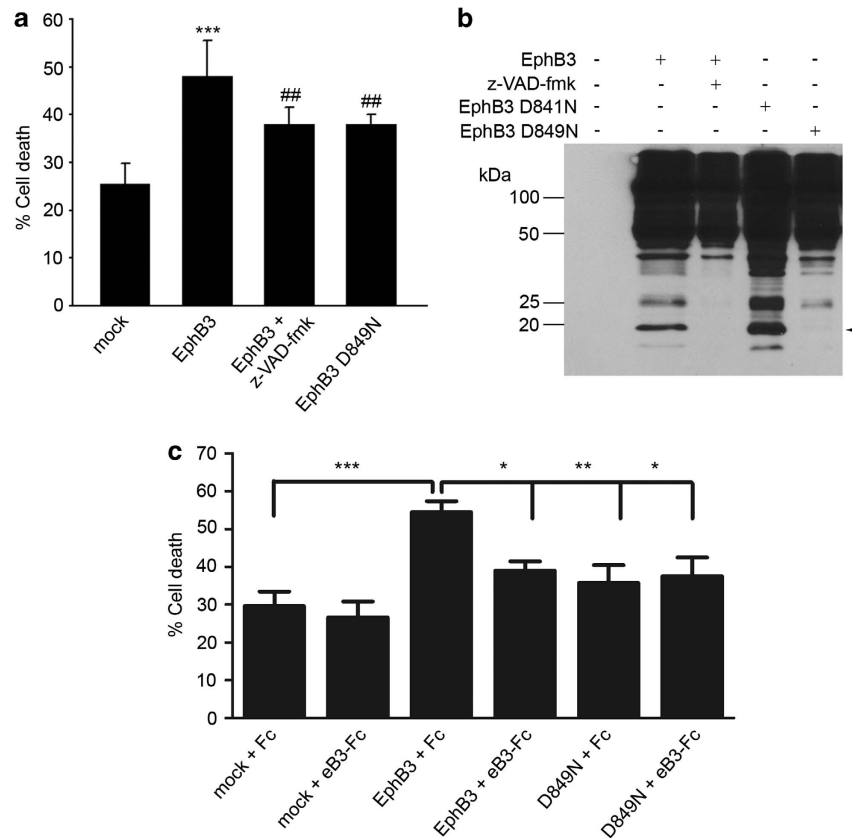 a
60
50
40
30
20
10
0
% Cell death
***
##
##
mock
EphB3
EphB3 +
z-VAD-fmk
EphB3 D849N
b
EphB3 - + + - -
z-VAD-fmk - - + - -
EphB3 D841N - - - + -
EphB3 D849N - - - - +
kDa
100
50
25
20
c
70
60
50
40
30
20
10
0
% Cell death
*** * ** *
mock + Fc
mock + eB3-Fc
EphB3 + Fc
EphB3 + eB3-Fc
D849N + Fc
D849N + eB3-Fc